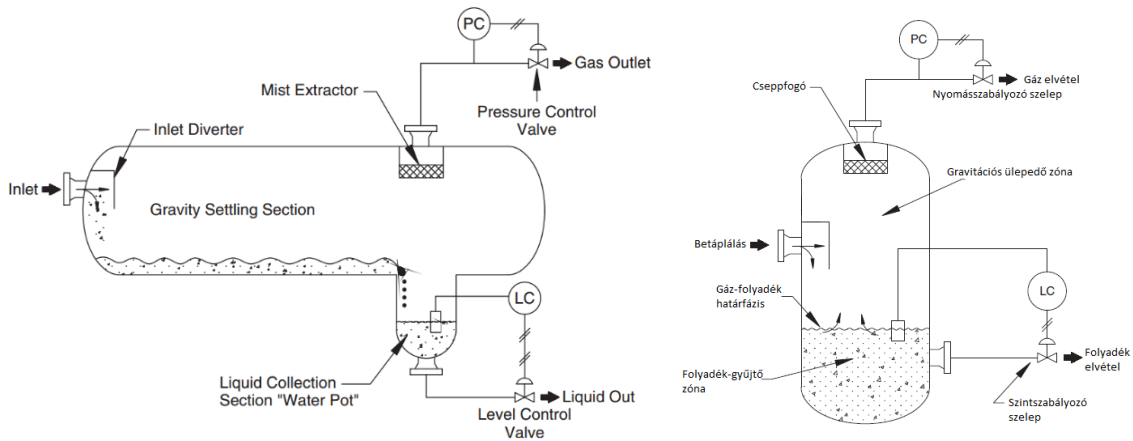 PC
Gas Outlet
Mist Extractor
Pressure Control
Valve
Inlet Diverter
Inlet
Gravity Settling Section
LC
Liquid Collection
Section "Water Pot"
Liquid Out
Level Control
Valve
PC
Gáz elvétel
Nyomásszabályozó szelep
Cseppfogó
Gravitációs ülepedő zóna
Betáplálás
Gáz-folyadék
határfázis
LC
Folyadék-gyűjtő
zóna
Folyadék
elvétel
Szintszabályozó
szelep